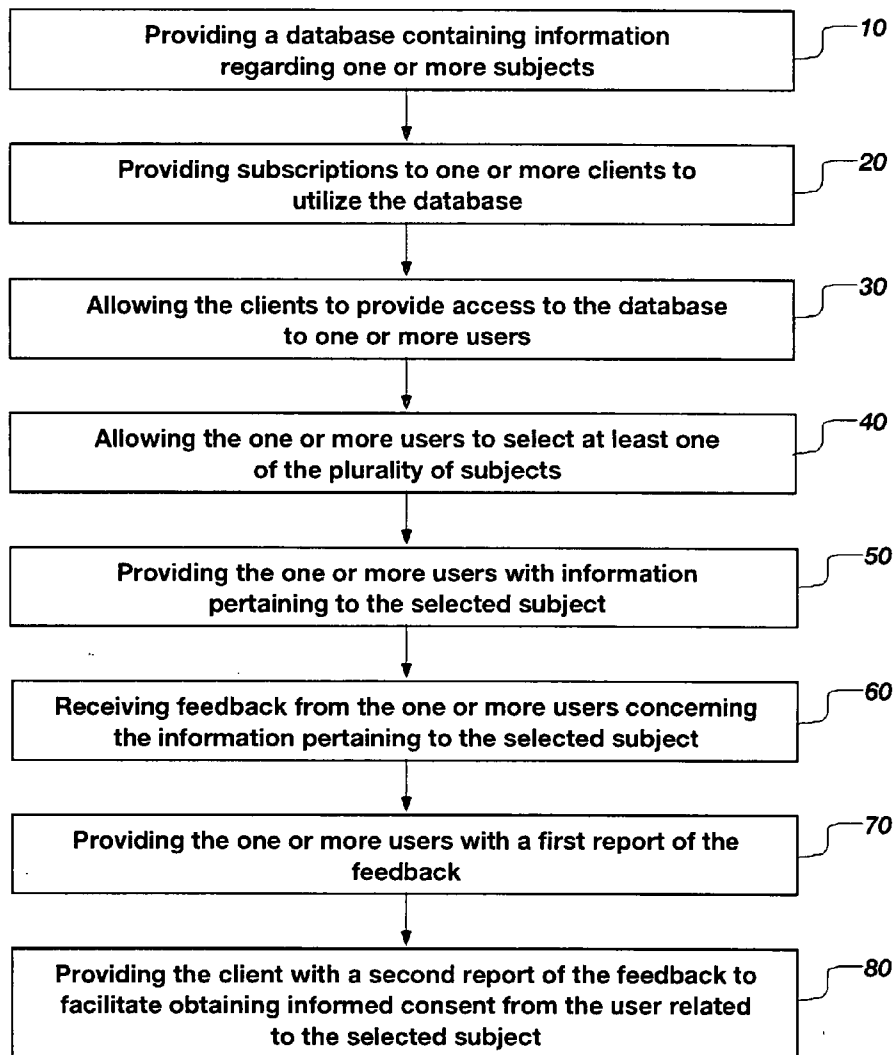 Providing a database containing information
regarding one or more subjects
10
Providing subscriptions to one or more clients to
utilize the database
20
Allowing the clients to provide access to the database
to one or more users
30
Allowing the one or more users to select at least one
of the plurality of subjects
40
Providing the one or more users with information
pertaining to the selected subject
50
Receiving feedback from the one or more users concerning
the information pertaining to the selected subject
60
Providing the one or more users with a first report of the
feedback
70
Providing the client with a second report of the feedback to
facilitate obtaining informed consent from the user related
to the selected subject
80